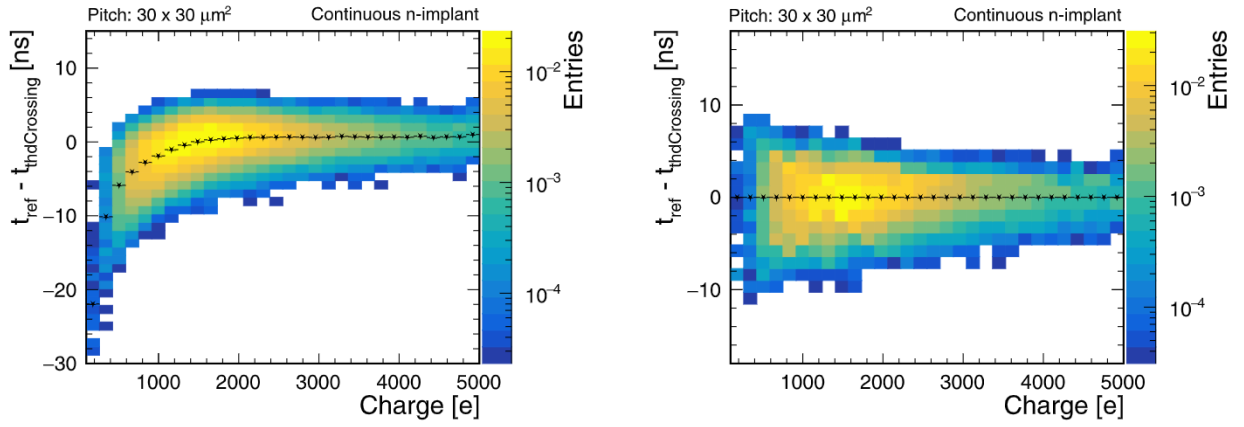 Pitch: 30 x 30 μm² Continuous n-implant
t_ref - t_thdCrossing [ns]
10
0
−10
−20
−30
1000 2000 3000 4000 5000
Charge [e]
Entries
10⁻²
10⁻³
10⁻⁴
Pitch: 30 x 30 μm² Continuous n-implant
t_ref - t_thdCrossing [ns]
10
0
−10
1000 2000 3000 4000 5000
Charge [e]
Entries
10⁻²
10⁻³
10⁻⁴